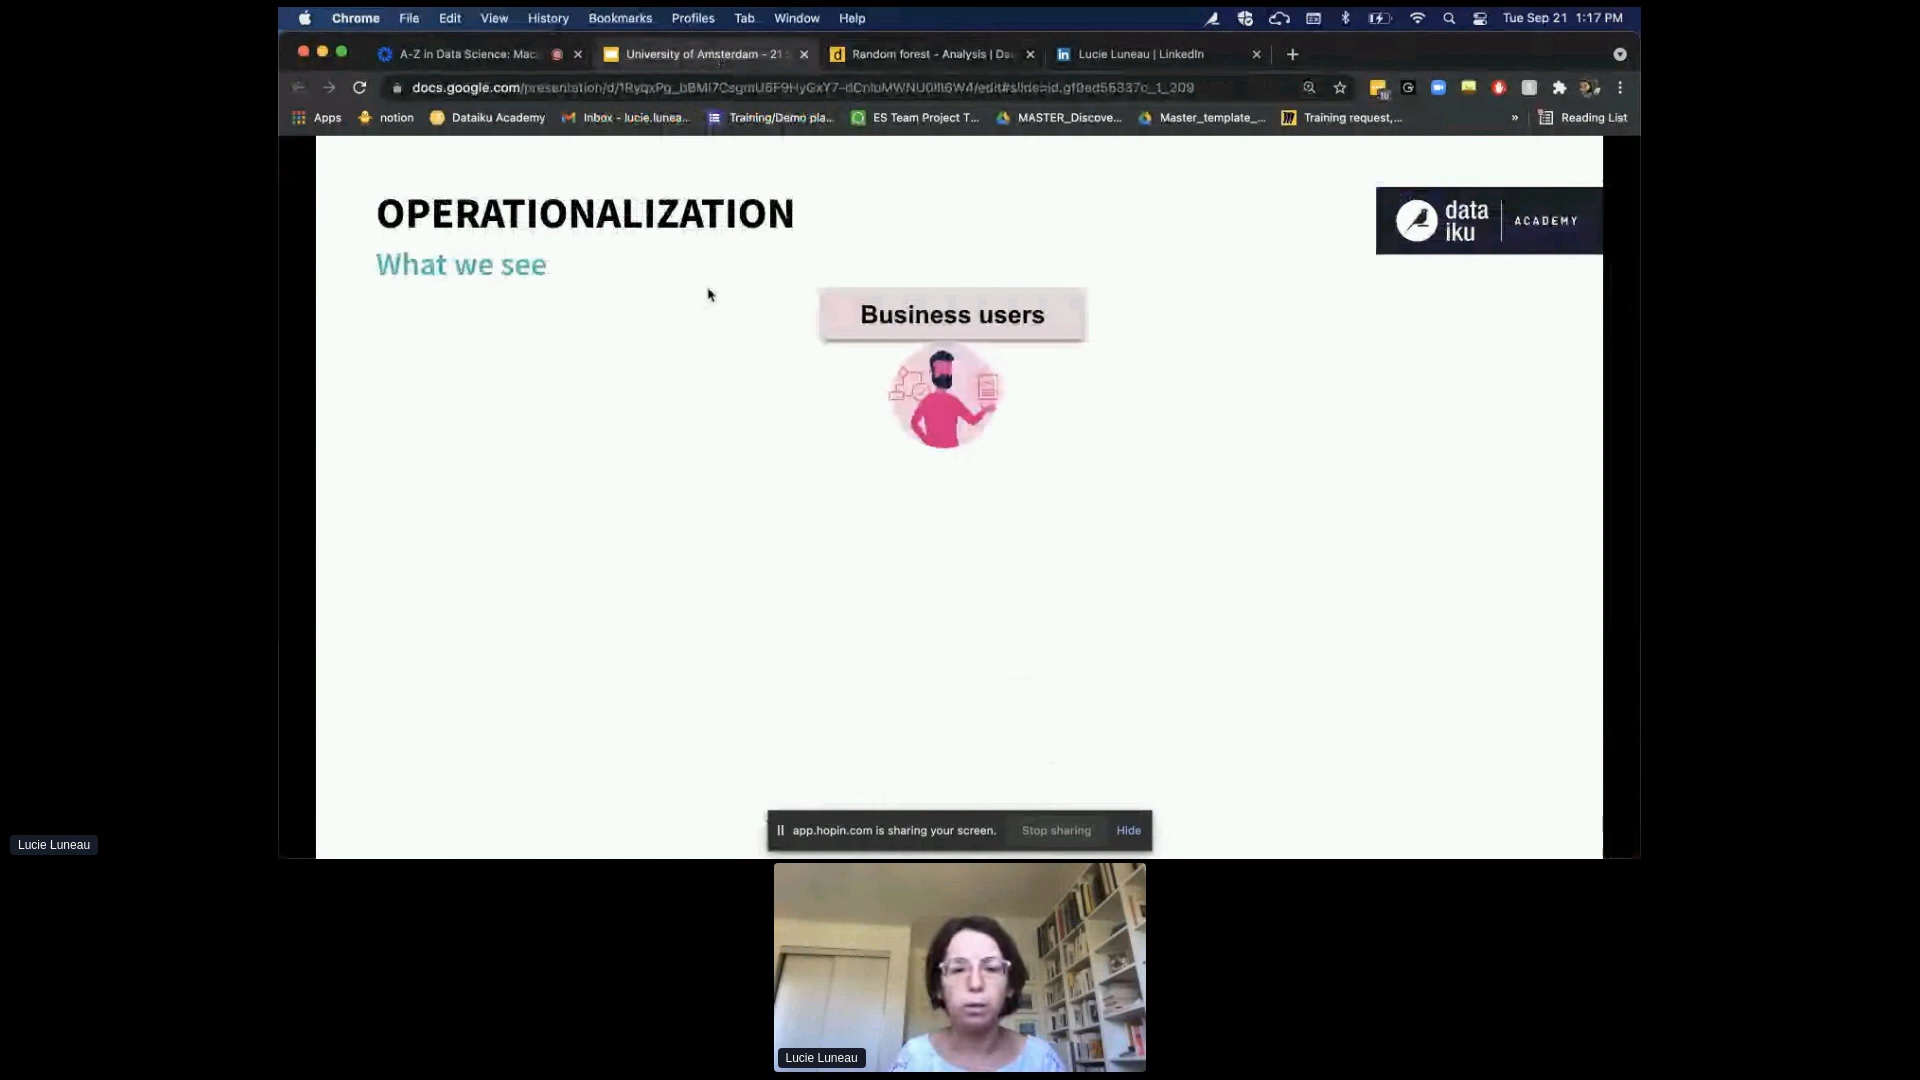 Chrome File Edit View History Bookmarks Profiles Tab Window Help Tue Sep 21 1:17 PM
A-Z in Data Science: Mac University of Amsterdam - 21 Random forest - Analysis | Da Lucie Luneau | LinkedIn
docs.google.com
Apps notion Dataiku Academy Inbox - lucie.lunea... Training/Demo pla... ES Team Project T... MASTER_Discove... Master_template_... Training request,... » Reading List
OPERATIONALIZATION
What we see
data
iku
ACADEMY
Business users
app.hopin.com is sharing your screen. Stop sharing Hide
Lucie Luneau
Lucie Luneau